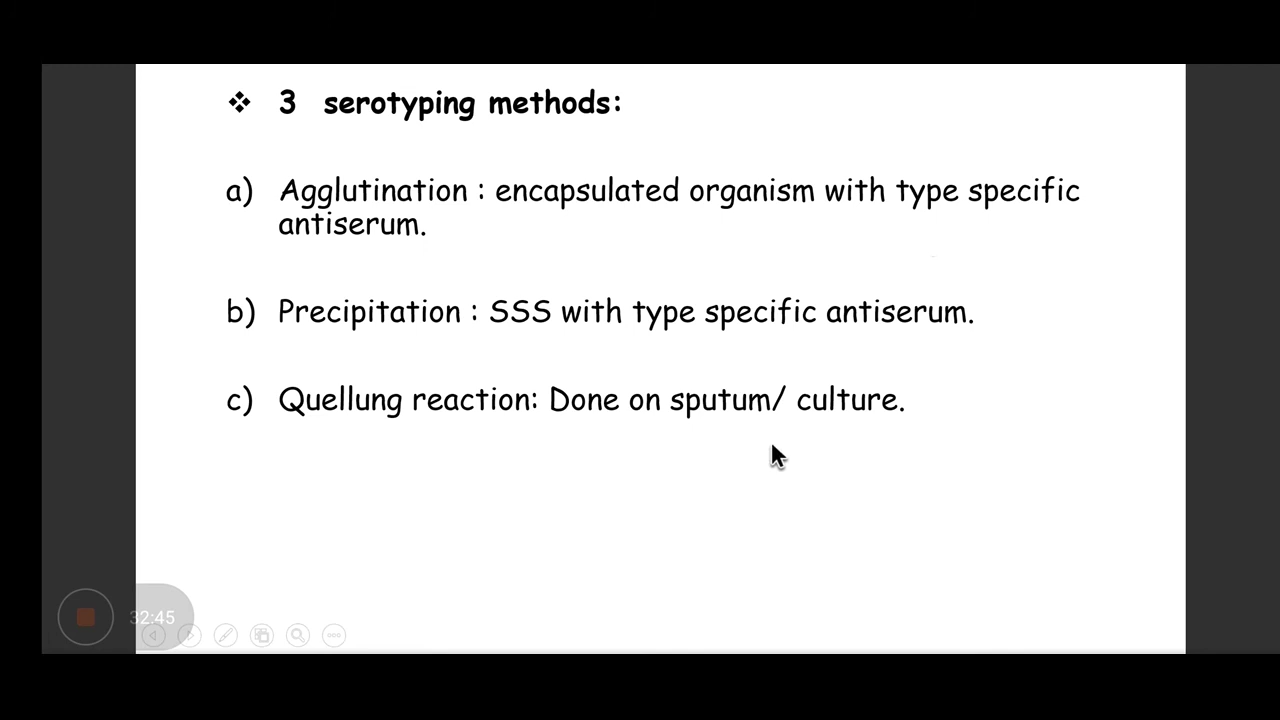 ❖ 3 serotyping methods:
a) Agglutination : encapsulated organism with type specific
antiserum.
b) Precipitation : SSS with type specific antiserum.
c) Quellung reaction: Done on sputum/ culture.
32:45